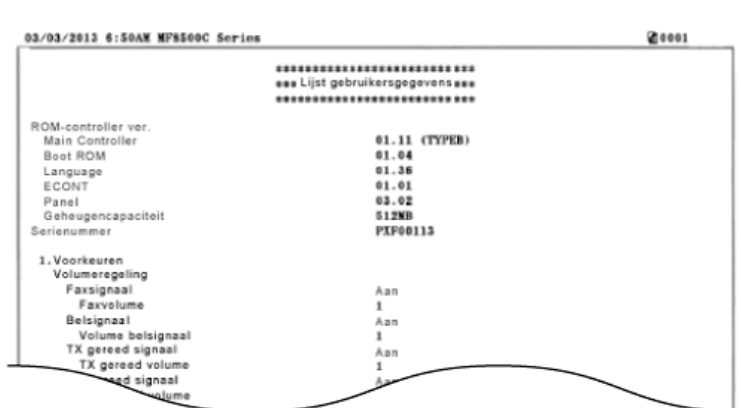 03/03/2013 6:50AM MF8500C Series 0001
***************************
*** Lijst gebruikersgegevens ***
***************************
ROM-controller ver.
Main Controller 01.11 (TYPEB)
Boot ROM 01.04
Language 01.36
ECONT 01.01
Panel 03.02
Geheugencapaciteit 512MB
Serienummer PXF00113
1.Voorkeuren
Volumeregeling
Faxsignaal Aan
Faxvolume 1
Belsignaal Aan
Volume belsignaal 1
TX gereed signaal Aan
TX gereed volume 1
signaal
volume